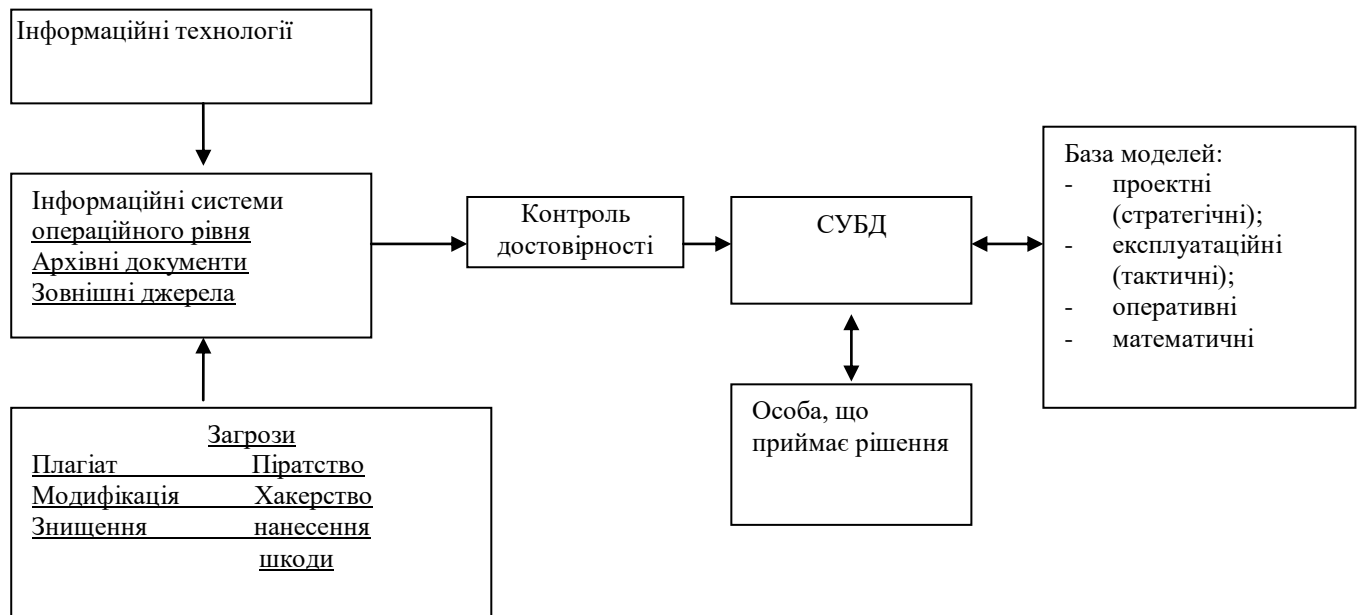 Інформаційні технології
Інформаційні системи
операційного рівня
Архівні документи
Зовнішні джерела
Контроль
достовірності
СУБД
База моделей:
- проектні
(стратегічні);
- експлуатаційні
(тактичні);
- оперативні
- математичні
Особа, що
приймає рішення
Загрози
Плагіат Піратство
Модифікація Хакерство
Знищення нанесення
шкоди